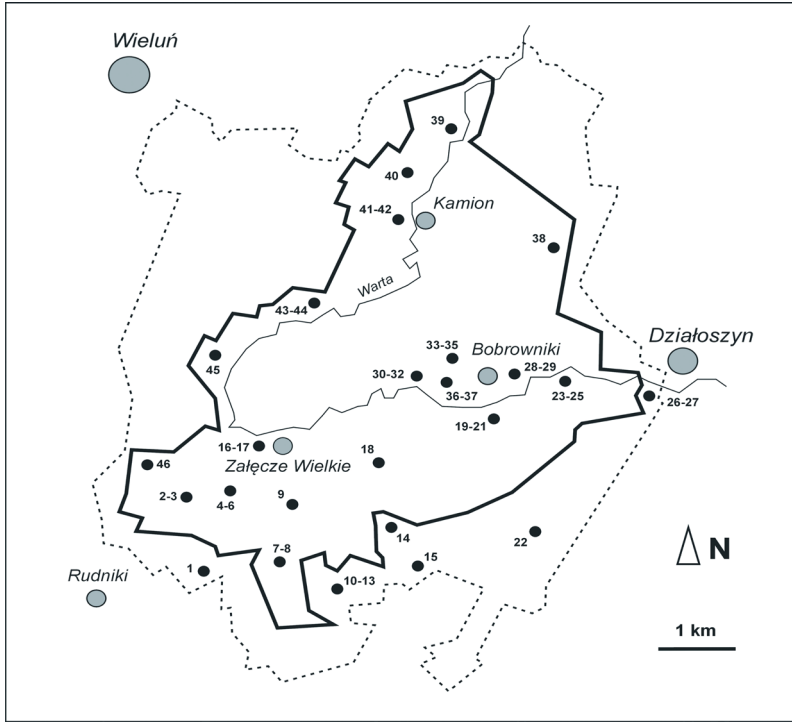 Wieluń
39
40
Kamion
41-42
38
Warta
43-44
Działoszyn
33-35
Bobrowniki
45
30-32
28-29
36-37
23-25
26-27
19-21
16-17
18
46
Załęcze Wielkie
2-3
4-6
9
14
22
N
7-8
15
1
Rudniki
10-13
1 km